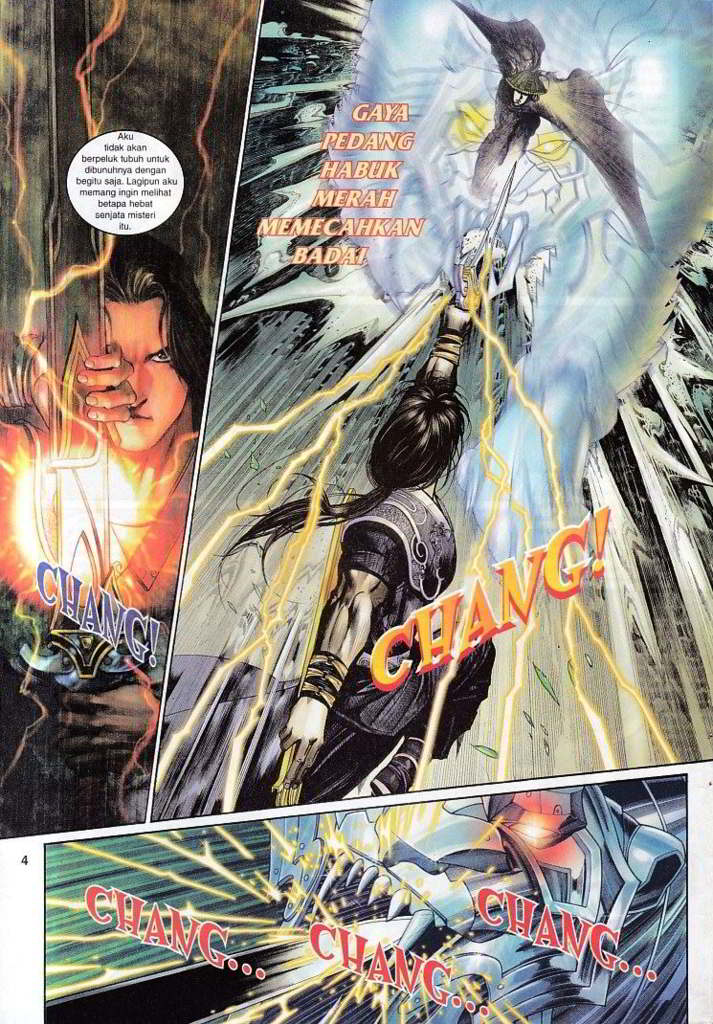 Aku
tidak akan
berpeluk tubuh untuk
dibunuhnya dengan
begitu saja. Lagipun aku
memang ingin melihat
betapa hebat
senjata misteri
itu.
CHANG!
GAYA
PEDANG
HABUK
MERAH
MEMECAHKAN
BADAI
CHANG!
4
CHANG...
CHANG...
CHANG...